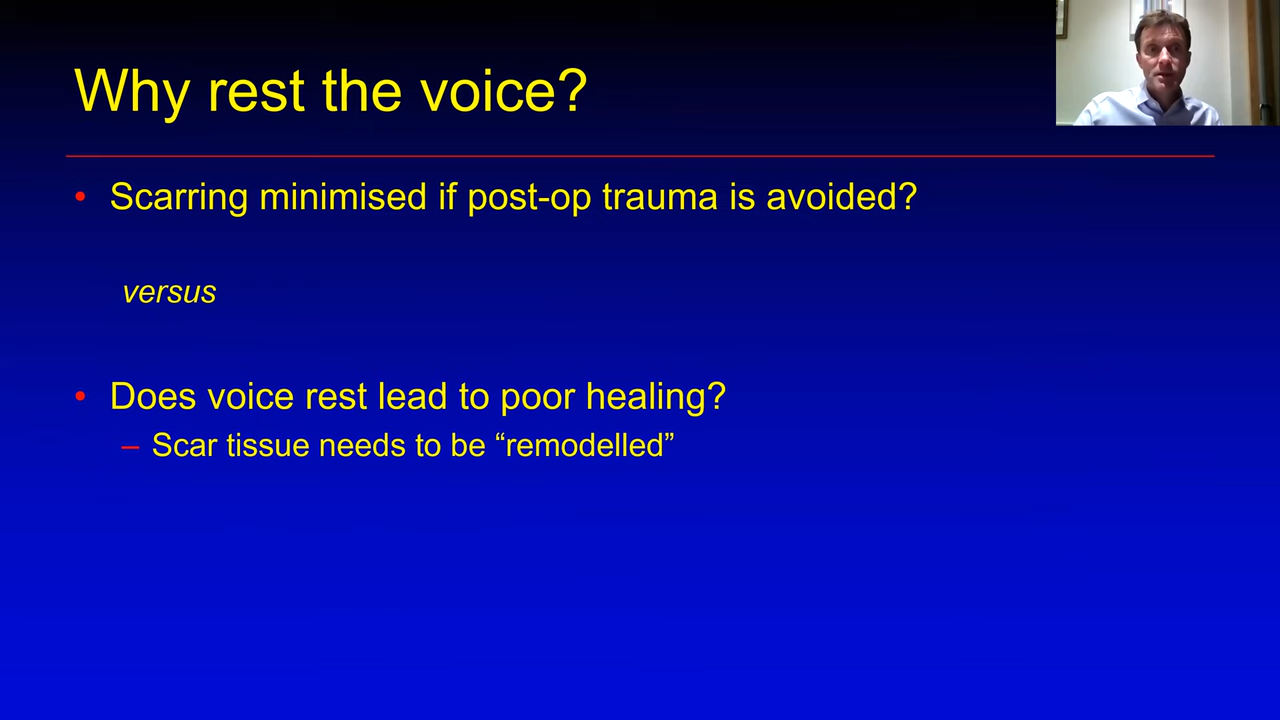 Why rest the voice?
• Scarring minimised if post-op trauma is avoided?
versus
• Does voice rest lead to poor healing?
– Scar tissue needs to be “remodelled”